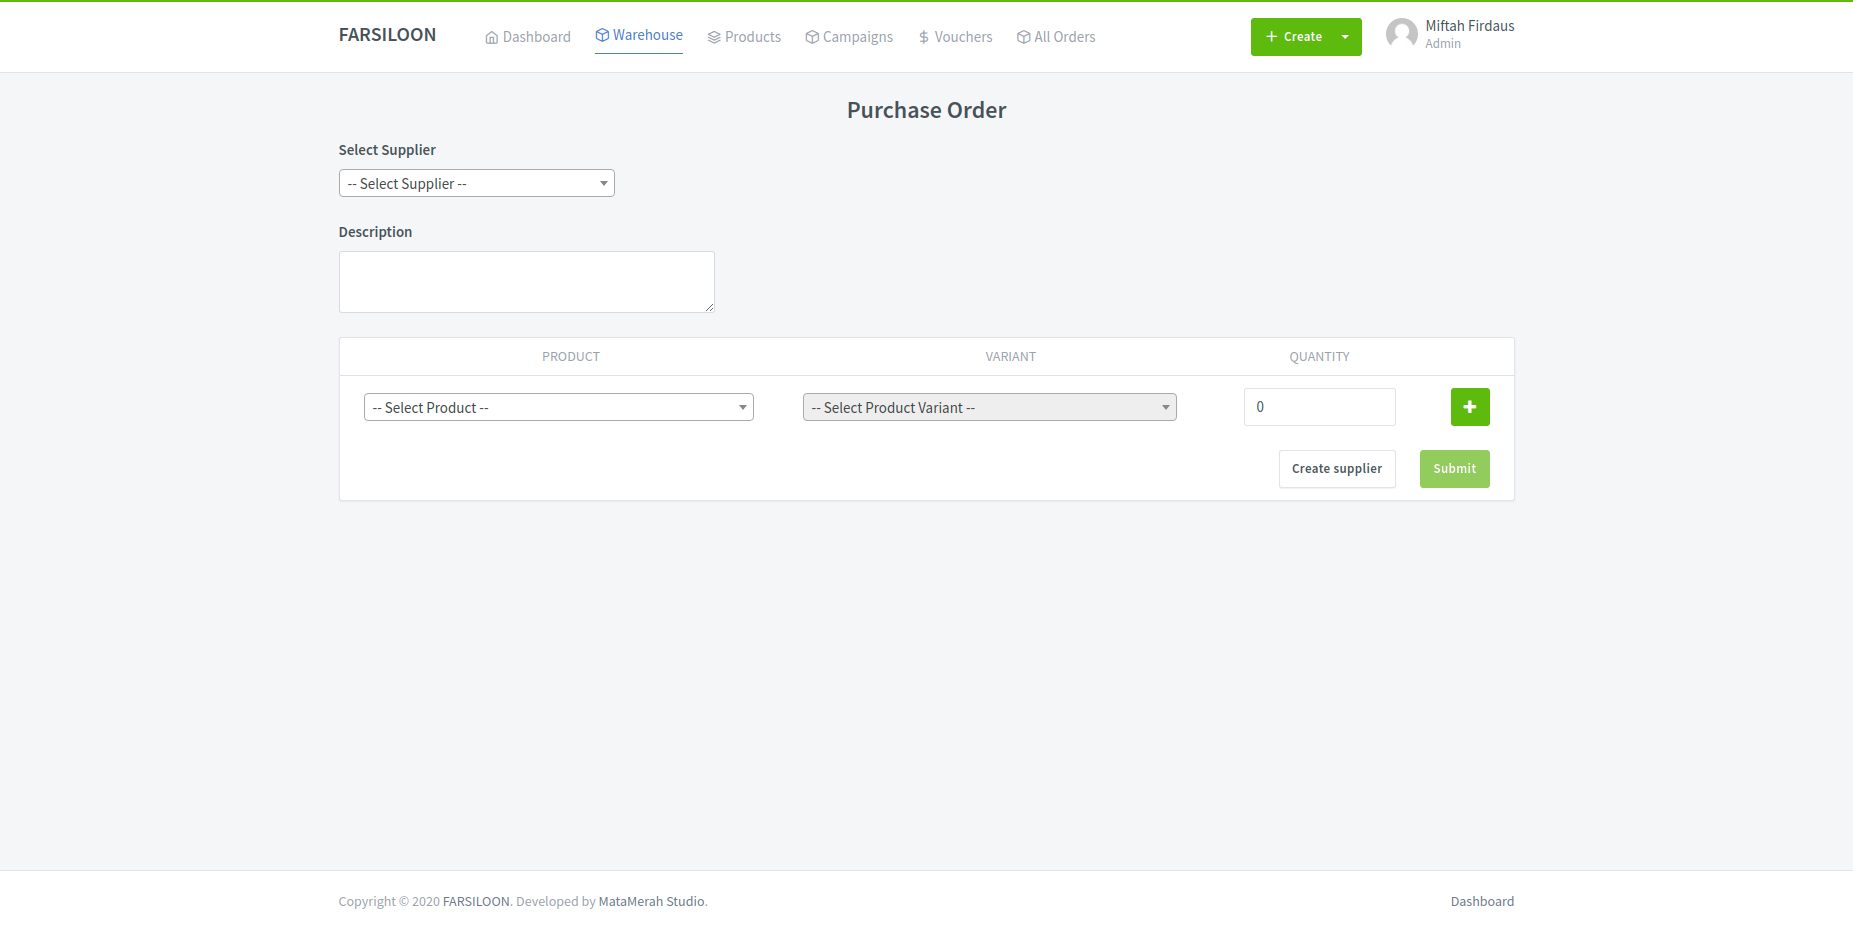 FARSILOON Dashboard Warehouse Products Campaigns Vouchers All Orders Create Miftah Firdaus
Admin
Purchase Order
Select Supplier
-- Select Supplier --
Description
PRODUCT VARIANT QUANTITY
-- Select Product -- -- Select Product Variant -- 0
Create supplier Submit
Copyright © 2020 FARSILOON. Developed by MataMerah Studio. Dashboard